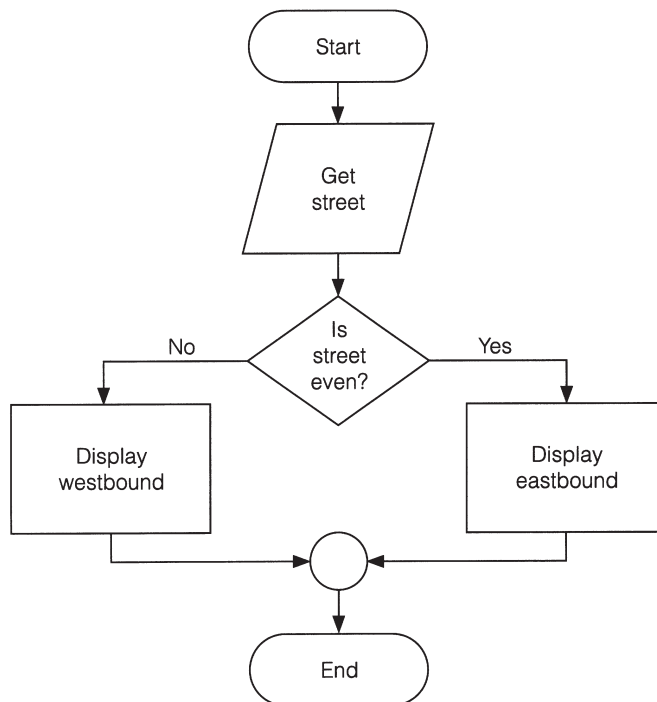 Start
Get
street
Is
street
even?
No
Yes
Display
westbound
Display
eastbound
End